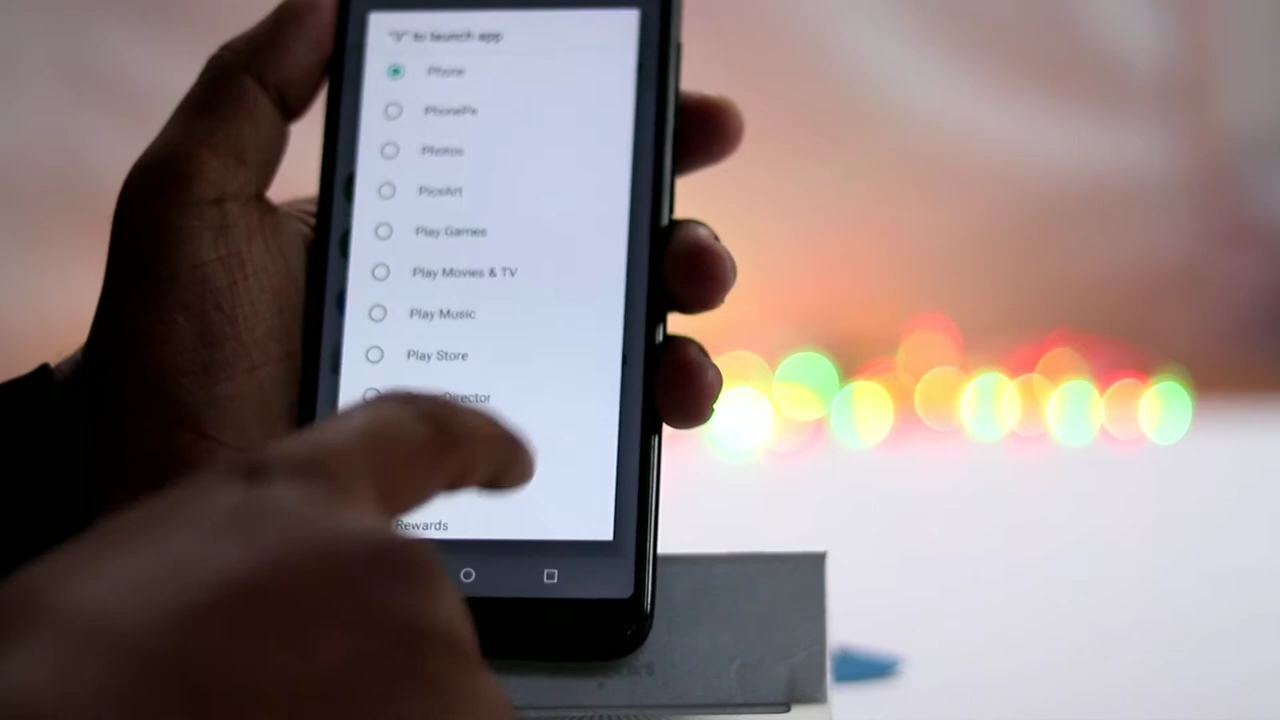 to launch app
Phone
PhonePe
Photos
PicsArt
Play Games
Play Movies & TV
Play Music
Play Store
Director
Rewards